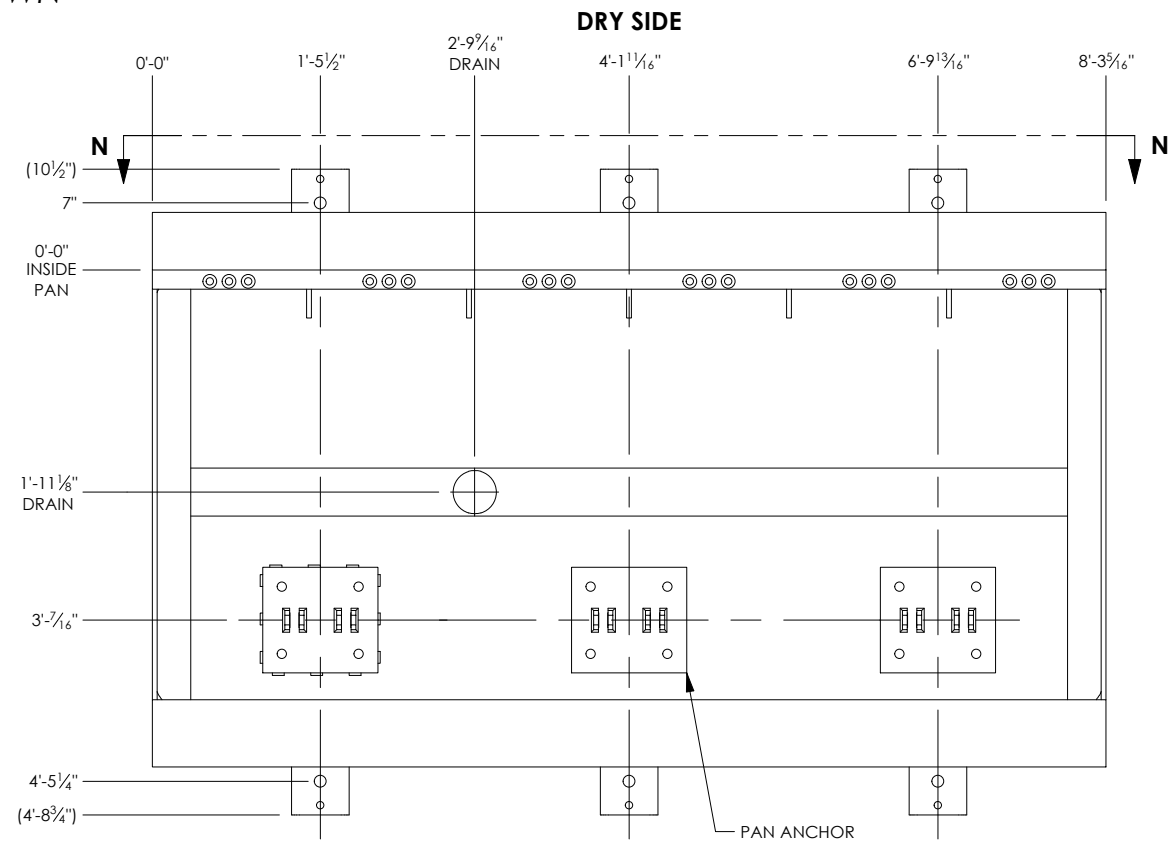 DRY SIDE
0'-0"
1'-5½"
2'-9⁹⁄₁₆"
DRAIN
4'-1¹¹⁄₁₆"
6'-9¹³⁄₁₆"
8'-3⁵⁄₁₆"
N
N
(10½")
7"
0'-0"
INSIDE
PAN
1'-11⅛"
DRAIN
3'-⁷⁄₁₆"
4'-5¼"
(4'-8¾")
PAN ANCHOR